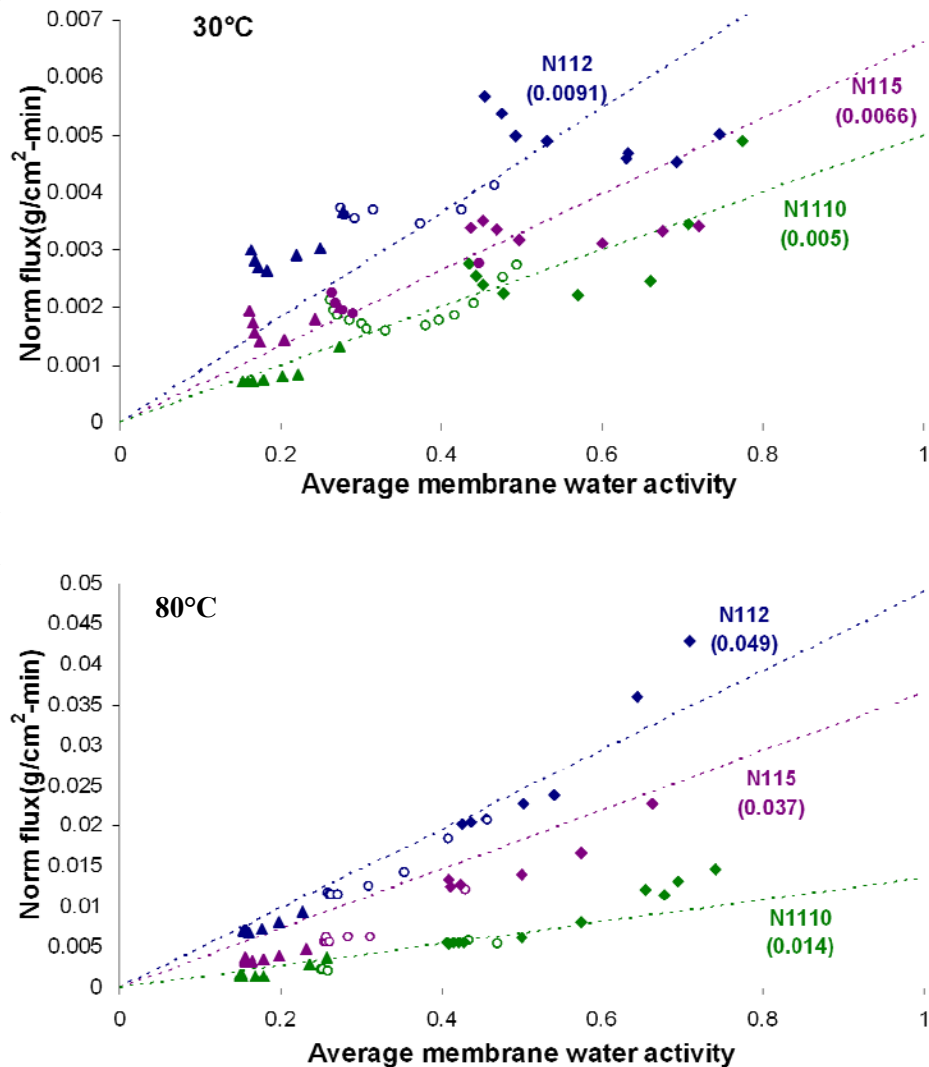 30°C
Norm flux(g/cm²-min)
0.007
0.006
0.005
0.004
0.003
0.002
0.001
0
N112
(0.0091)
N115
(0.0066)
N1110
(0.005)
0 0.2 0.4 0.6 0.8 1
Average membrane water activity
80°C
Norm flux(g/cm²-min)
0.05
0.045
0.04
0.035
0.03
0.025
0.02
0.015
0.01
0.005
0
N112
(0.049)
N115
(0.037)
N1110
(0.014)
0 0.2 0.4 0.6 0.8 1
Average membrane water activity